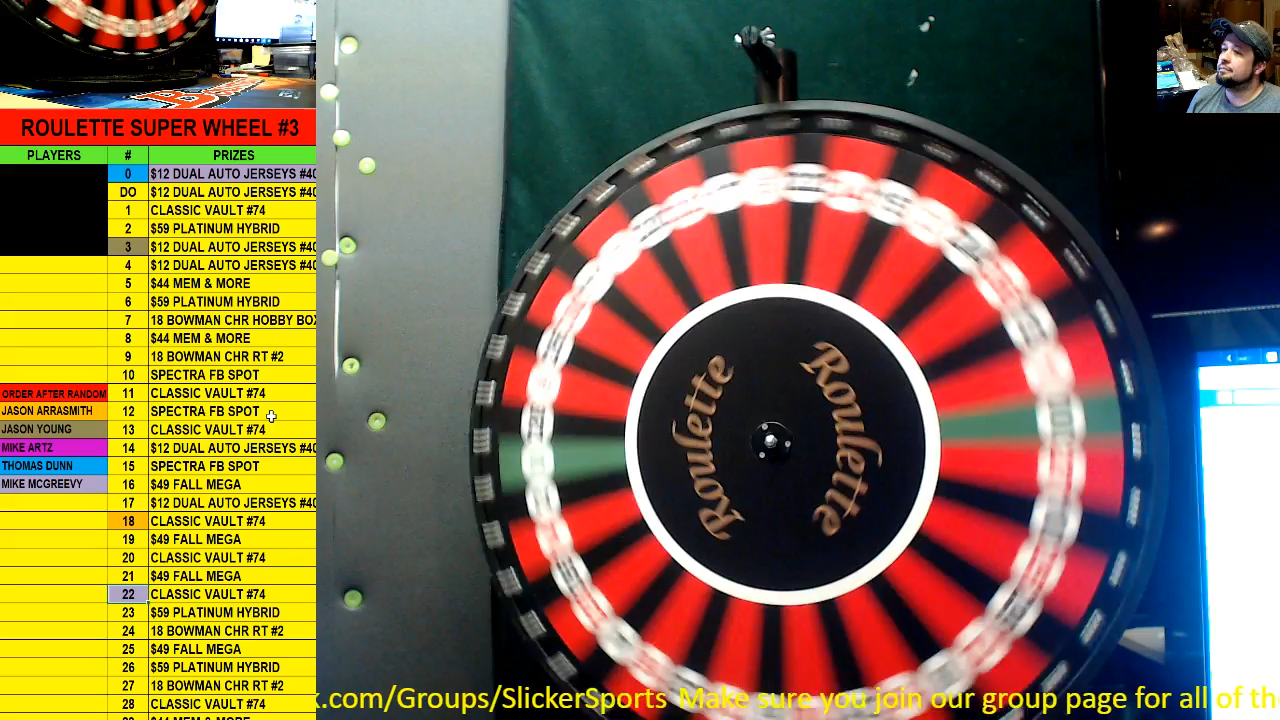 ROULETTE SUPER WHEEL #3
PLAYERS # PRIZES
0 $12 DUAL AUTO JERSEYS #40
DO $12 DUAL AUTO JERSEYS #40
1 CLASSIC VAULT #74
2 $59 PLATINUM HYBRID
3 $12 DUAL AUTO JERSEYS #40
4 $12 DUAL AUTO JERSEYS #40
5 $44 MEM & MORE
6 $59 PLATINUM HYBRID
7 18 BOWMAN CHR HOBBY BOX
8 $44 MEM & MORE
9 18 BOWMAN CHR RT #2
10 SPECTRA FB SPOT
ORDER AFTER RANDOM 11 CLASSIC VAULT #74
JASON ARRASMITH 12 SPECTRA FB SPOT
JASON YOUNG 13 CLASSIC VAULT #74
MIKE ARTZ 14 $12 DUAL AUTO JERSEYS #40
THOMAS DUNN 15 SPECTRA FB SPOT
MIKE MCGREEVY 16 $49 FALL MEGA
17 $12 DUAL AUTO JERSEYS #40
18 CLASSIC VAULT #74
19 $49 FALL MEGA
20 CLASSIC VAULT #74
21 $49 FALL MEGA
22 CLASSIC VAULT #74
23 $59 PLATINUM HYBRID
24 18 BOWMAN CHR RT #2
25 $49 FALL MEGA
26 $59 PLATINUM HYBRID
27 18 BOWMAN CHR RT #2
28 CLASSIC VAULT #74
Roulette
Roulette
k.com/Groups/SlickerSports Make sure you join our group page for all of th